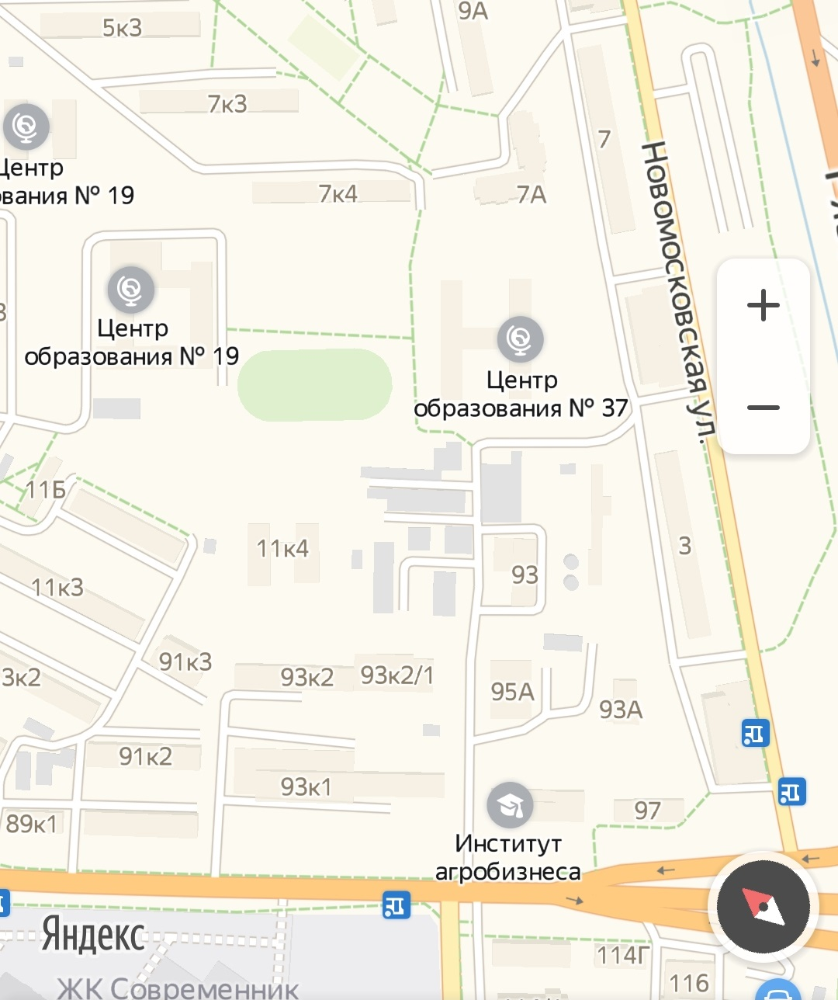 9А
5к3
7к3
7
Центр
ования № 19
7к4
7А
Новомосковская ул.
Центр
образования № 19
Центр
образования № 37
11Б
11к4
3
93
11к3
91к3
3к2
93к2
93к2/1
95А
93А
91к2
93к1
97
89к1
Институт
агробизнеса
Яндекс
114Г
116
ЖК Современник